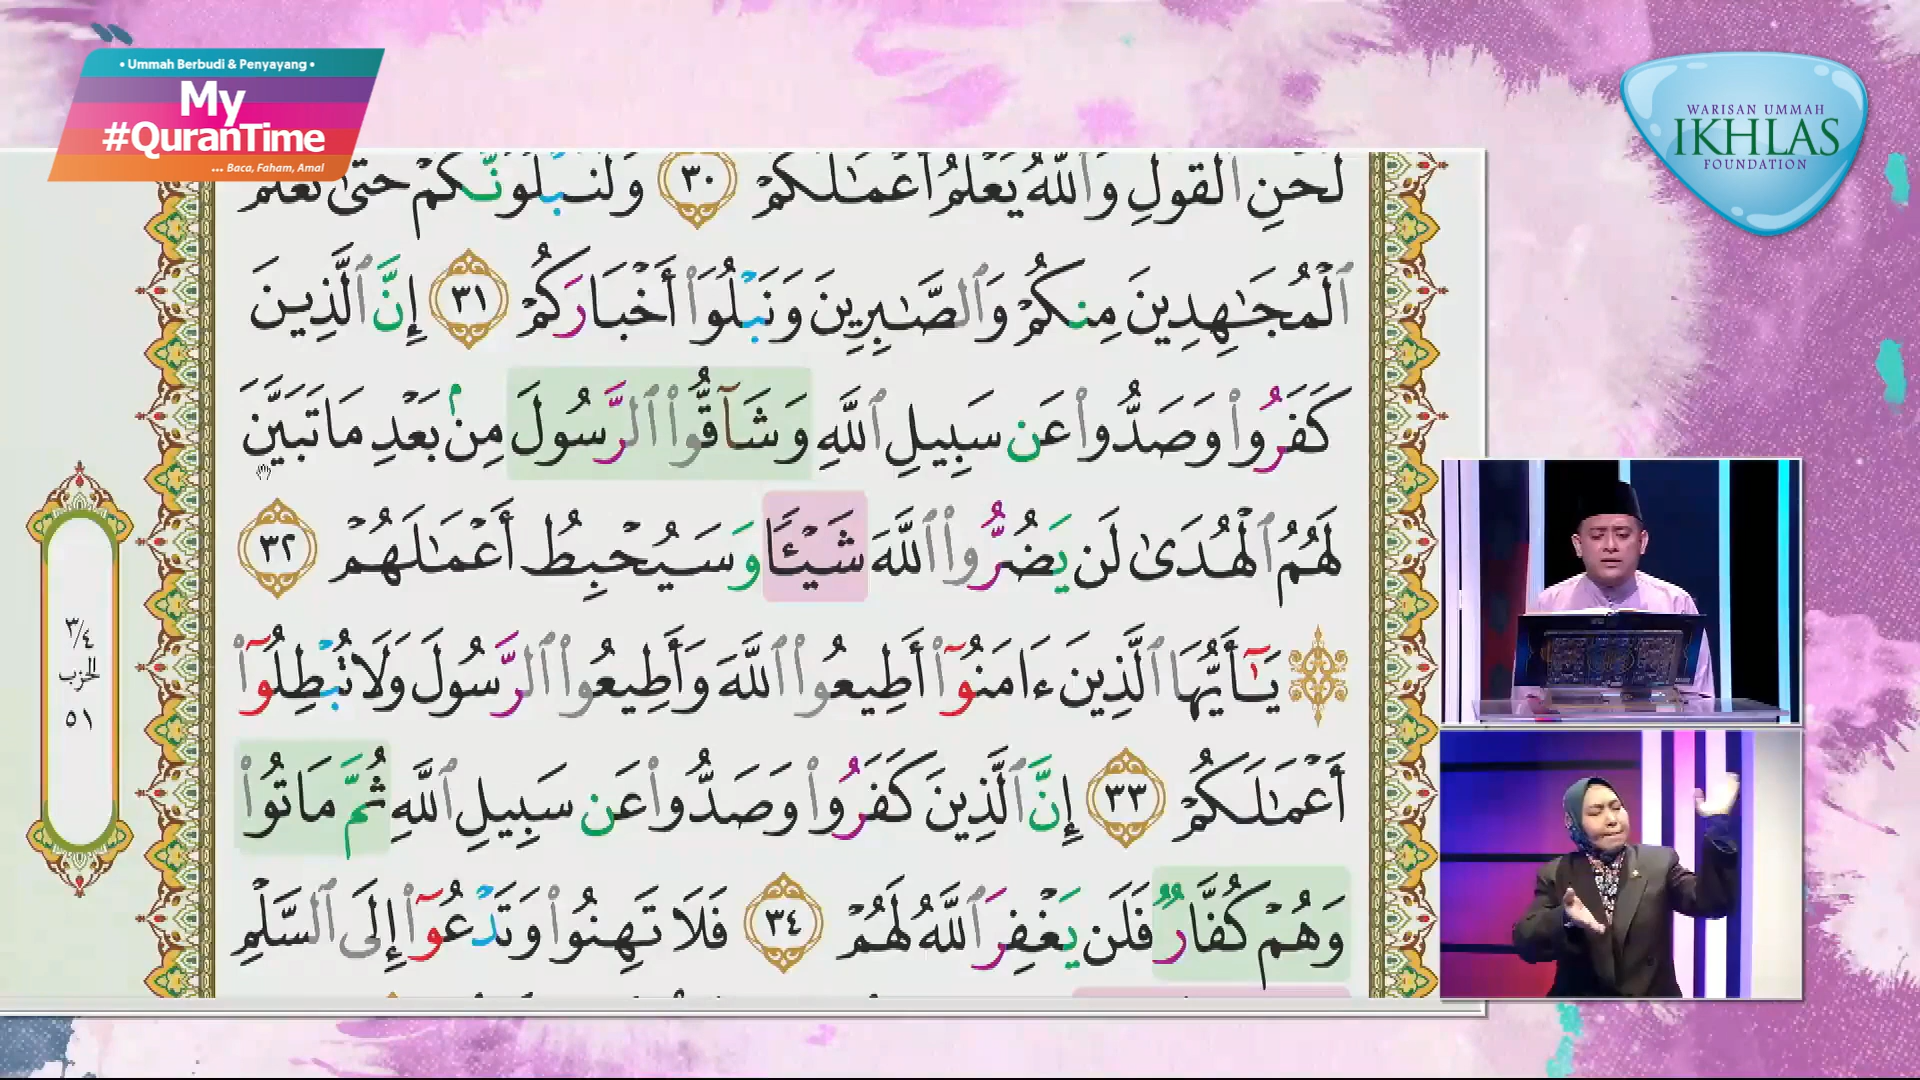 • Ummah Berbudi & Penyayang •
My
#QuranTime
... Baca, Faham, Amal
WARISAN UMMAH
IKHLAS
FOUNDATION
لَحْنِ ٱلْقَوْلِ وَٱللَّهُ يَعْلَمُ أَعْمَـٰلَكُمْ ٣٠ وَلَنَبْلُوَنَّكُمْ حَتَّىٰ نَعْلَمَ
ٱلْمُجَـٰهِدِينَ مِنكُمْ وَٱلصَّـٰبِرِينَ وَنَبْلُوَا۟ أَخْبَارَكُمْ ٣١ إِنَّ ٱلَّذِينَ
كَفَرُوا۟ وَصَدُّوا۟ عَن سَبِيلِ ٱللَّهِ وَشَآقُّوا۟ ٱلرَّسُولَ مِنۢ بَعْدِ مَا تَبَيَّنَ
لَهُمُ ٱلْهُدَىٰ لَن يَضُرُّوا۟ ٱللَّهَ شَيْـًٔا وَسَيُحْبِطُ أَعْمَـٰلَهُمْ ٣٢
۞ يَـٰٓأَيُّهَا ٱلَّذِينَ ءَامَنُوٓا۟ أَطِيعُوا۟ ٱللَّهَ وَأَطِيعُوا۟ ٱلرَّسُولَ وَلَا تُبْطِلُوٓا۟
أَعْمَـٰلَكُمْ ٣٣ إِنَّ ٱلَّذِينَ كَفَرُوا۟ وَصَدُّوا۟ عَن سَبِيلِ ٱللَّهِ ثُمَّ مَاتُوا۟
وَهُمْ كُفَّارٌ فَلَن يَغْفِرَ ٱللَّهُ لَهُمْ ٣٤ فَلَا تَهِنُوا۟ وَتَدْعُوٓا۟ إِلَى ٱلسَّلْمِ
٣/٤
الحزب
٥١